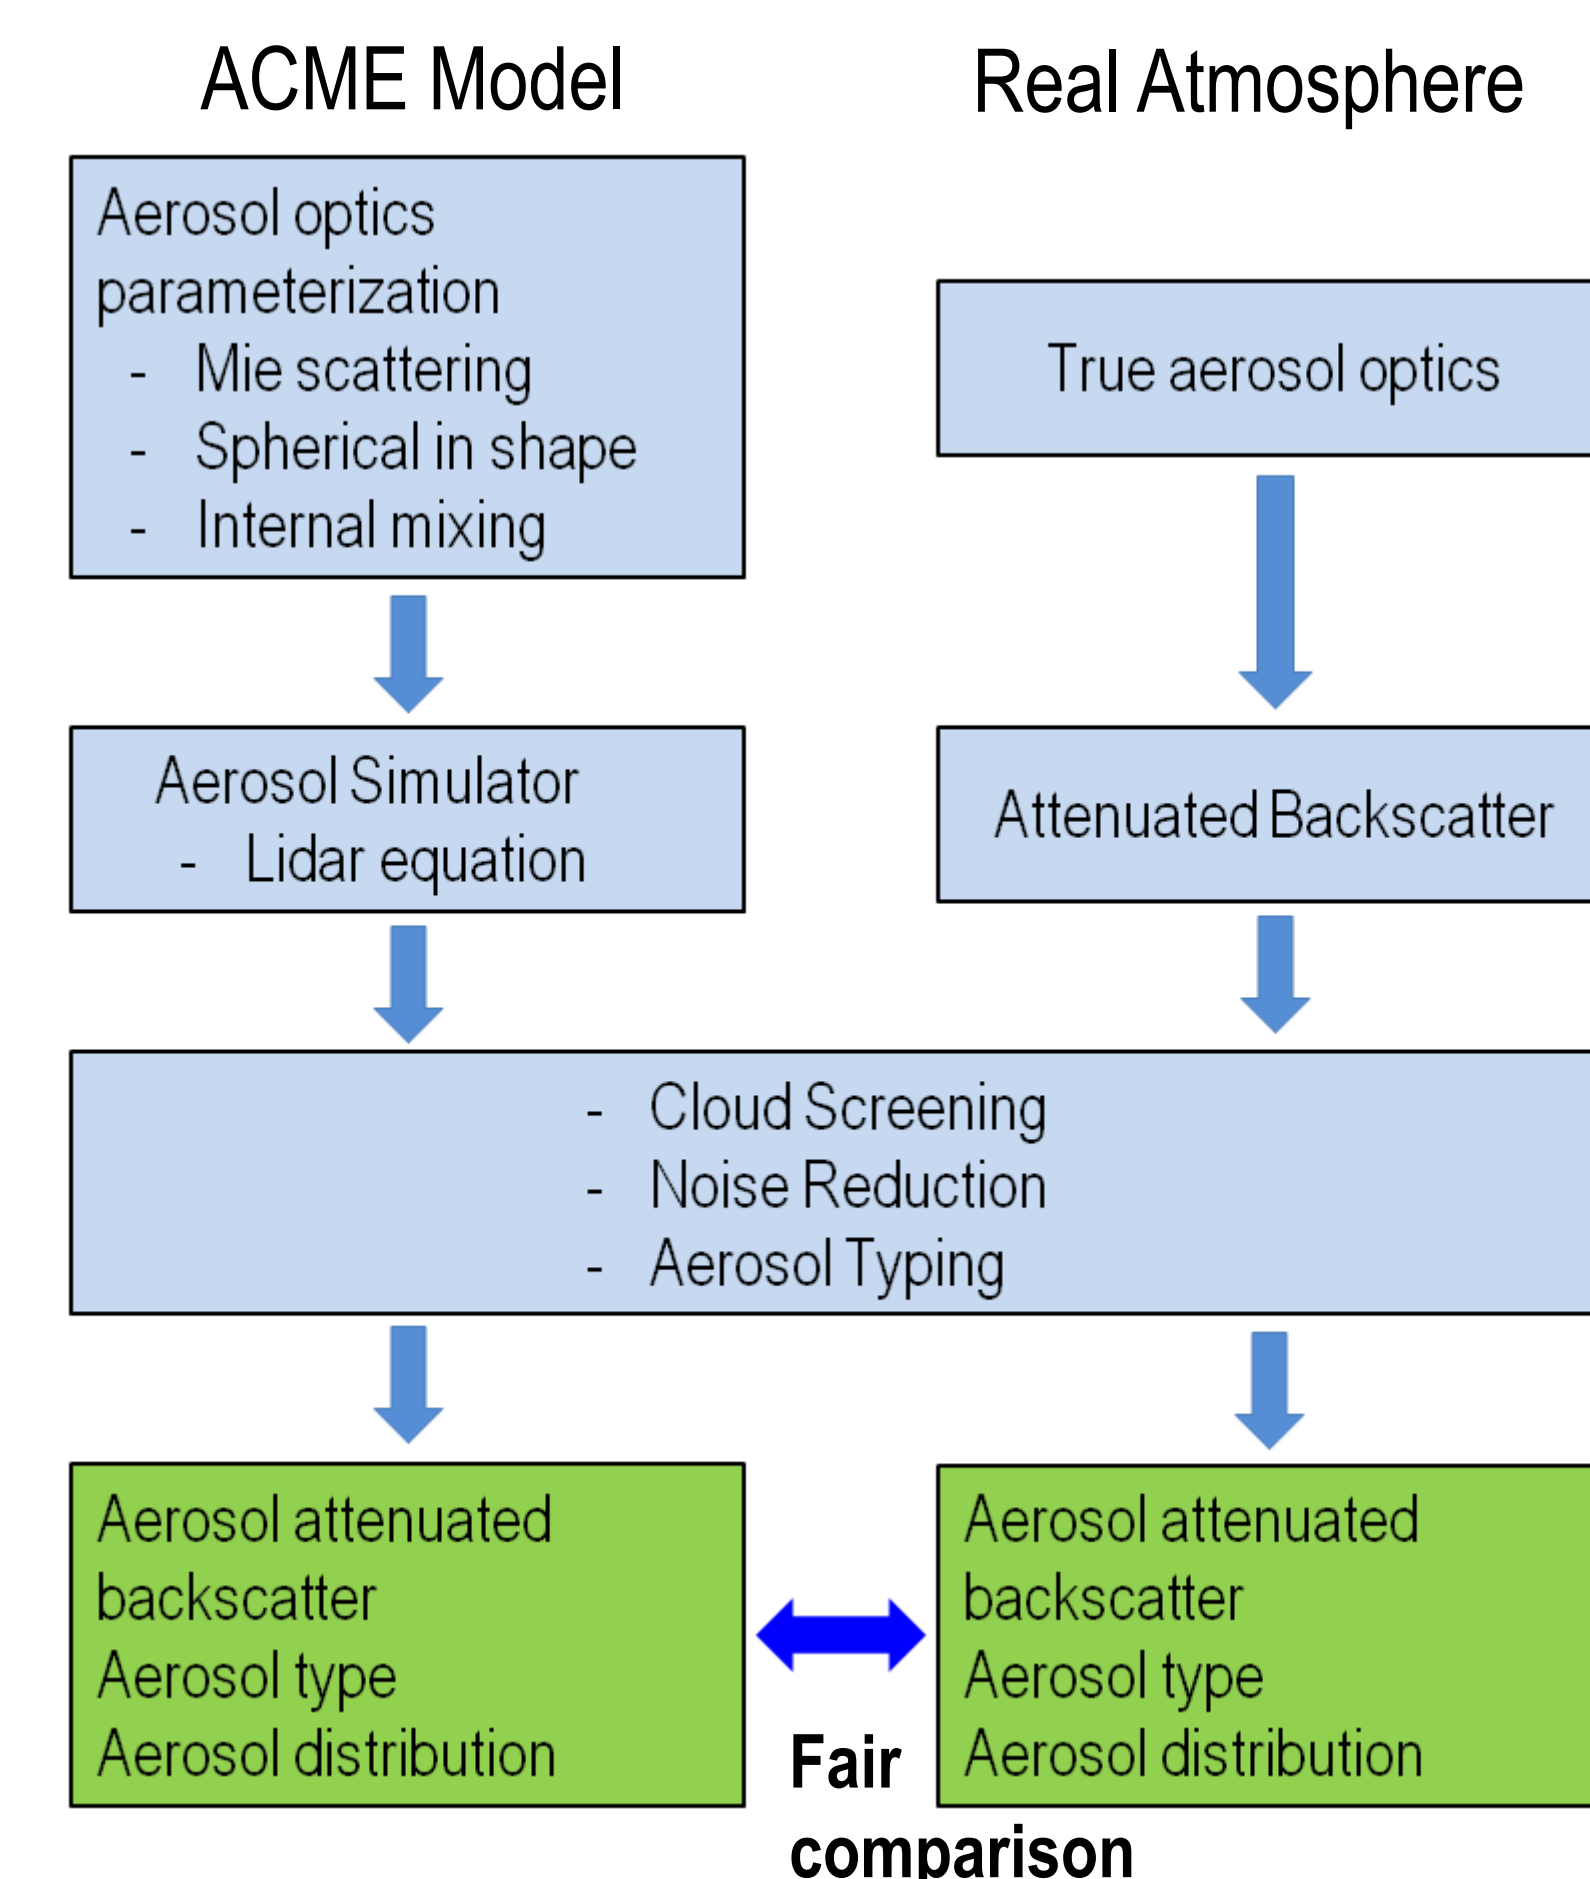 ACME Model
Real Atmosphere
Aerosol optics
parameterization
- Mie scattering
- Spherical in shape
- Internal mixing
True aerosol optics
Aerosol Simulator
- Lidar equation
Attenuated Backscatter
- Cloud Screening
- Noise Reduction
- Aerosol Typing
Aerosol attenuated
backscatter
Aerosol type
Aerosol distribution
Fair
comparison
Aerosol attenuated
backscatter
Aerosol type
Aerosol distribution